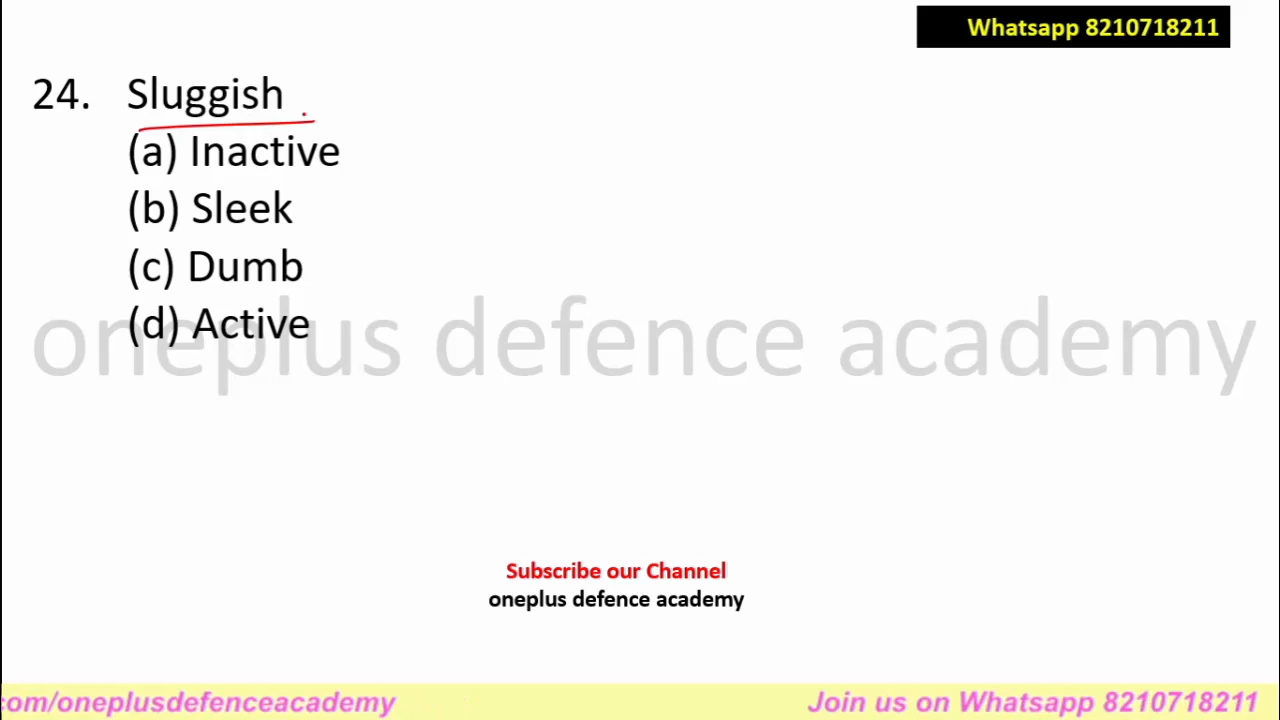 Whatsapp 8210718211
24. Sluggish
(a) Inactive
(b) Sleek
(c) Dumb
(d) Active
oneplus defence academy
Subscribe our Channel
oneplus defence academy
com/oneplusdefenceacademy Join us on Whatsapp 8210718211